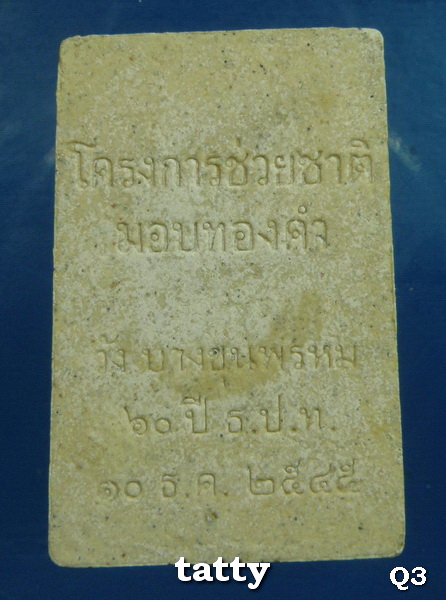 โครงการช่วยชาติ
มอบทองคำ
วัง บางขุนพรหม
๖๐ ปี ธ.ป.ท.
๑๐ ธ.ค. ๒๕๔๕
tatty
Q3